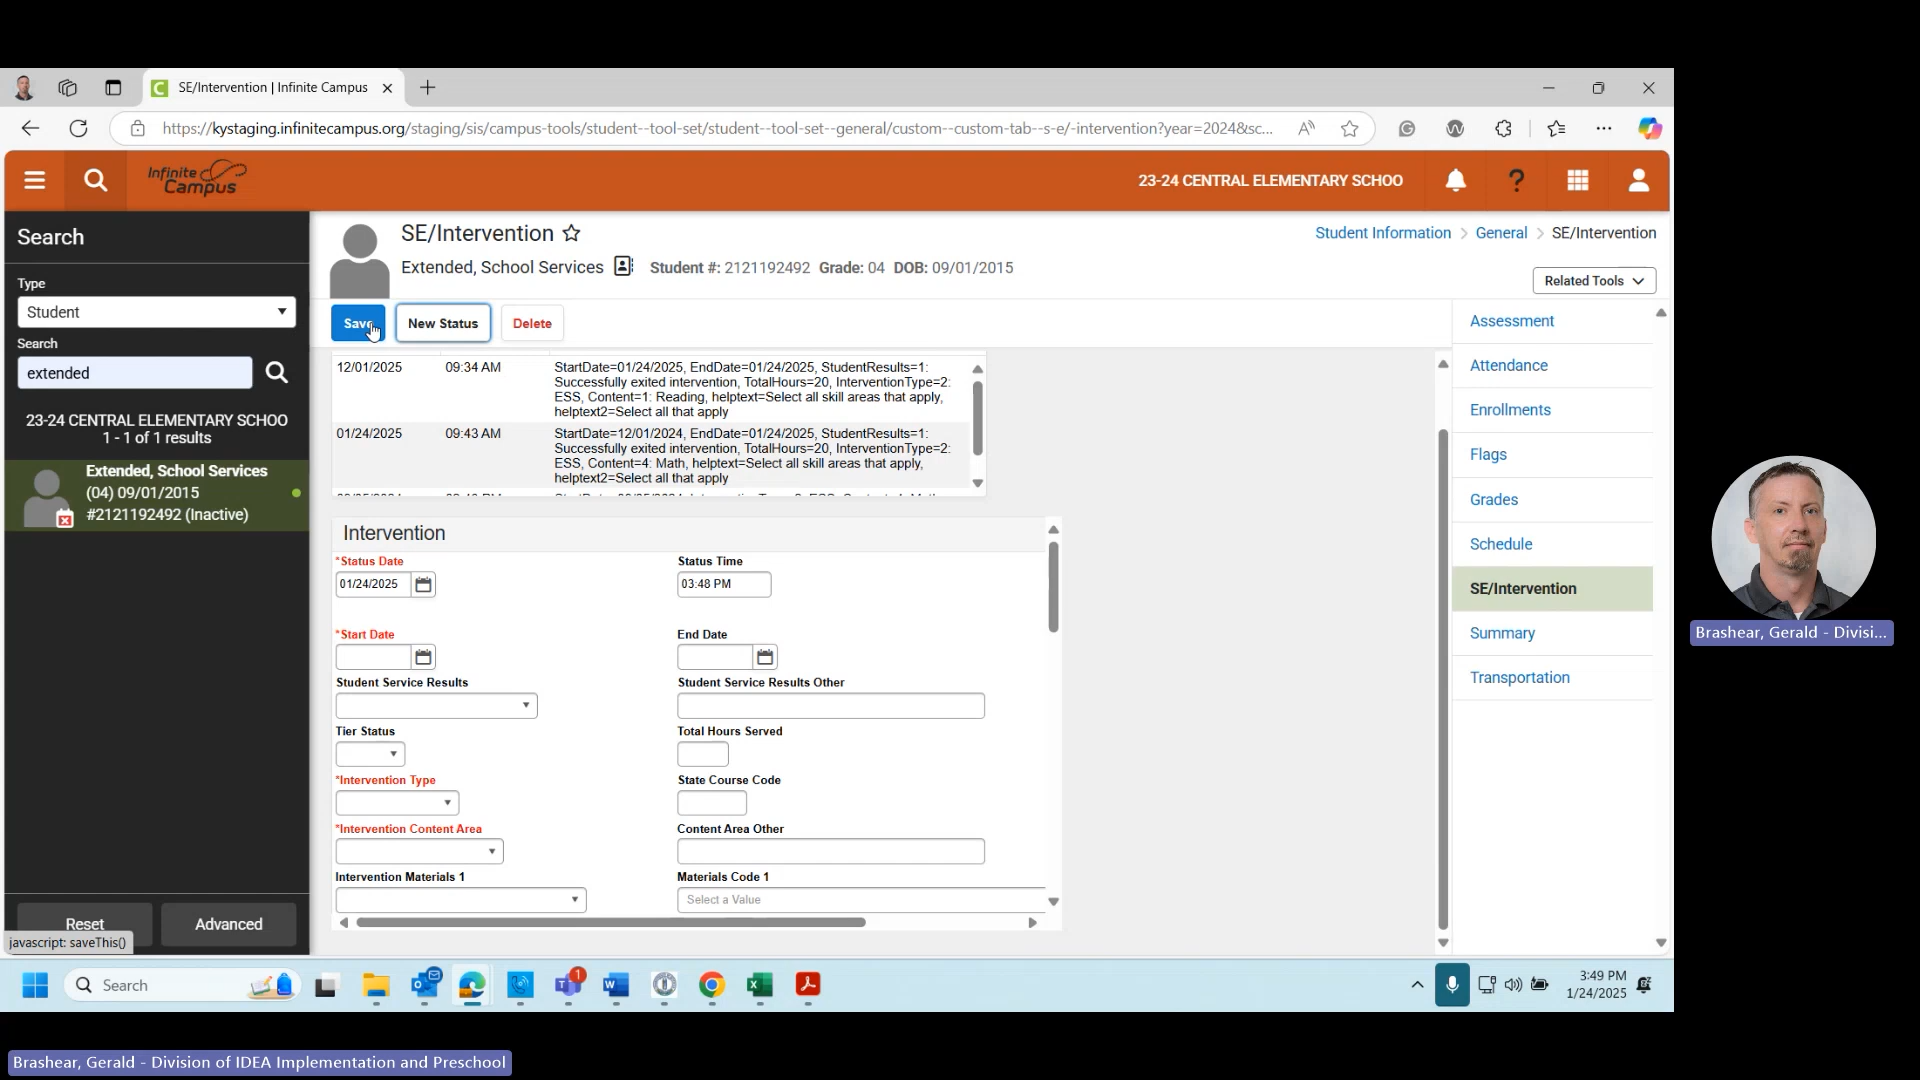 SE/Intervention | Infinite Campus
https://kystaging.infinitecampus.org/staging/sis/campus-tools/student--tool-set/student--tool-set--general/custom--custom-tab--s-e/-intervention?year=2024&sc...
Infinite Campus
23-24 CENTRAL ELEMENTARY SCHOO
Search
Type
Student
Search
extended
23-24 CENTRAL ELEMENTARY SCHOO
1 - 1 of 1 results
Extended, School Services
(04) 09/01/2015
#2121192492 (Inactive)
Reset
Advanced
javascript: saveThis()
SE/Intervention
Extended, School Services
Student #: 2121192492 Grade: 04 DOB: 09/01/2015
Student Information > General > SE/Intervention
Related Tools
Save
New Status
Delete
12/01/2025 09:34 AM StartDate=01/24/2025, EndDate=01/24/2025, StudentResults=1:
Successfully exited intervention, TotalHours=20, InterventionType=2:
ESS, Content=1: Reading, helptext=Select all skill areas that apply,
helptext2=Select all that apply
01/24/2025 09:43 AM StartDate=12/01/2024, EndDate=01/24/2025, StudentResults=1:
Successfully exited intervention, TotalHours=20, InterventionType=2:
ESS, Content=4: Math, helptext=Select all skill areas that apply,
helptext2=Select all that apply
Intervention
*Status Date
01/24/2025
Status Time
03:48 PM
*Start Date
End Date
Student Service Results
Student Service Results Other
Tier Status
Total Hours Served
*Intervention Type
State Course Code
*Intervention Content Area
Content Area Other
Intervention Materials 1
Materials Code 1
Select a Value
Assessment
Attendance
Enrollments
Flags
Grades
Schedule
SE/Intervention
Summary
Transportation
Search
1
3:49 PM
1/24/2025
Brashear, Gerald - Divisi...
Brashear, Gerald - Division of IDEA Implementation and Preschool